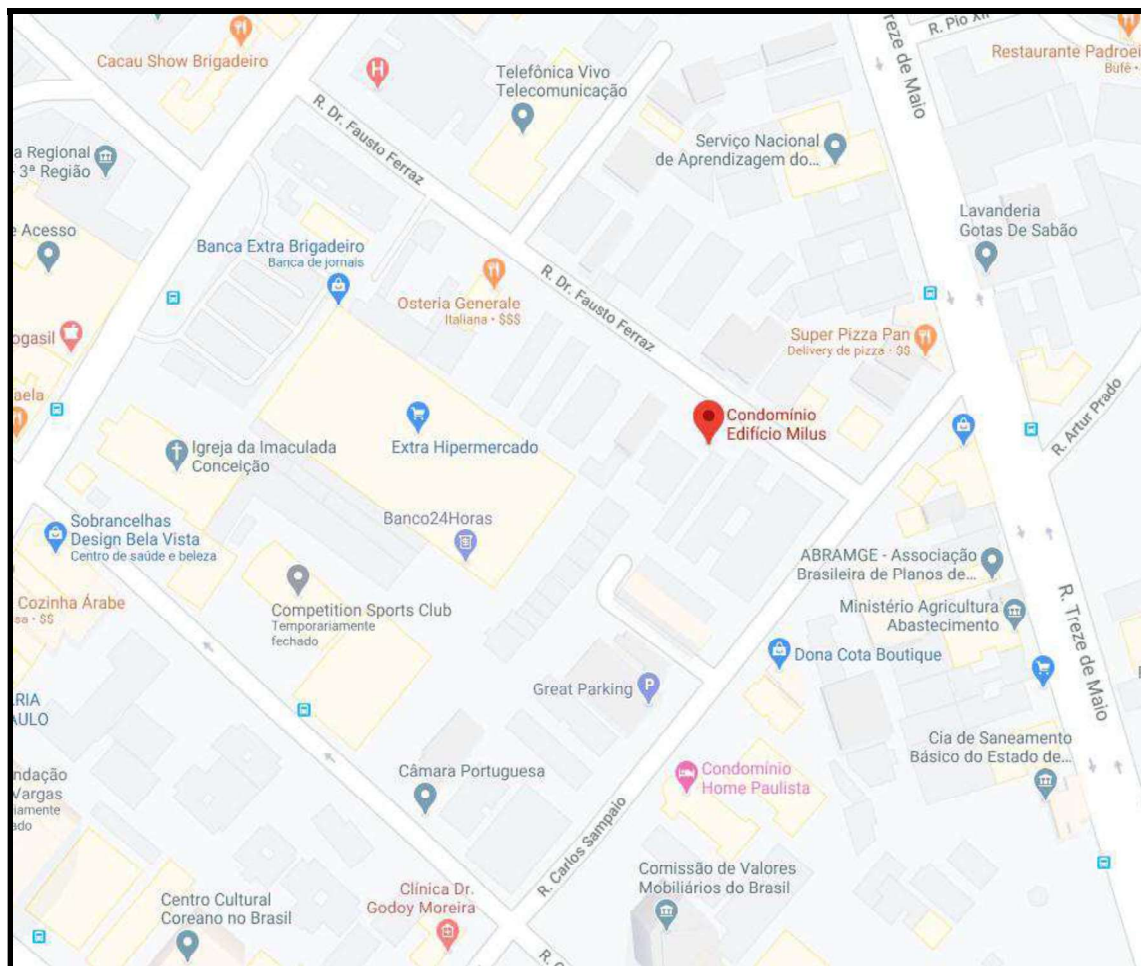 R. Pio XII
Cacau Show Brigadeiro
H
Telefônica Vivo
Telecomunicação
Restaurante Padroei
Bufê •
R. Dr. Fausto Ferraz
Treze de Maio
Serviço Nacional
de Aprendizagem do...
a Regional
- 3ª Região
Lavanderia
Gotas De Sabão
e Acesso
Banca Extra Brigadeiro
Banca de jornais
Osteria Generale
Italiana • $$$
R. Dr. Fausto Ferraz
ogasil
Super Pizza Pan
Delivery de pizza • $$
aela
Condomínio
Edifício Milus
R. Artur Prado
Extra Hipermercado
Igreja da Imaculada
Conceição
Banco24Horas
Sobrancelhas
Design Bela Vista
Centro de saúde e beleza
ABRAMGE - Associação
Brasileira de Planos de...
Cozinha Árabe
sa • $$
Competition Sports Club
Temporariamente
fechado
Ministério Agricultura
Abastecimento
R. Treze de Maio
Dona Cota Boutique
Great Parking
P
ARIA
AULO
Cia de Saneamento
Básico do Estado de...
Câmara Portuguesa
Condomínio
Home Paulista
ndação
Vargas
riamente
ado
R. Carlos Sampaio
Comissão de Valores
Mobiliários do Brasil
Clínica Dr.
Godoy Moreira
Centro Cultural
Coreano no Brasil